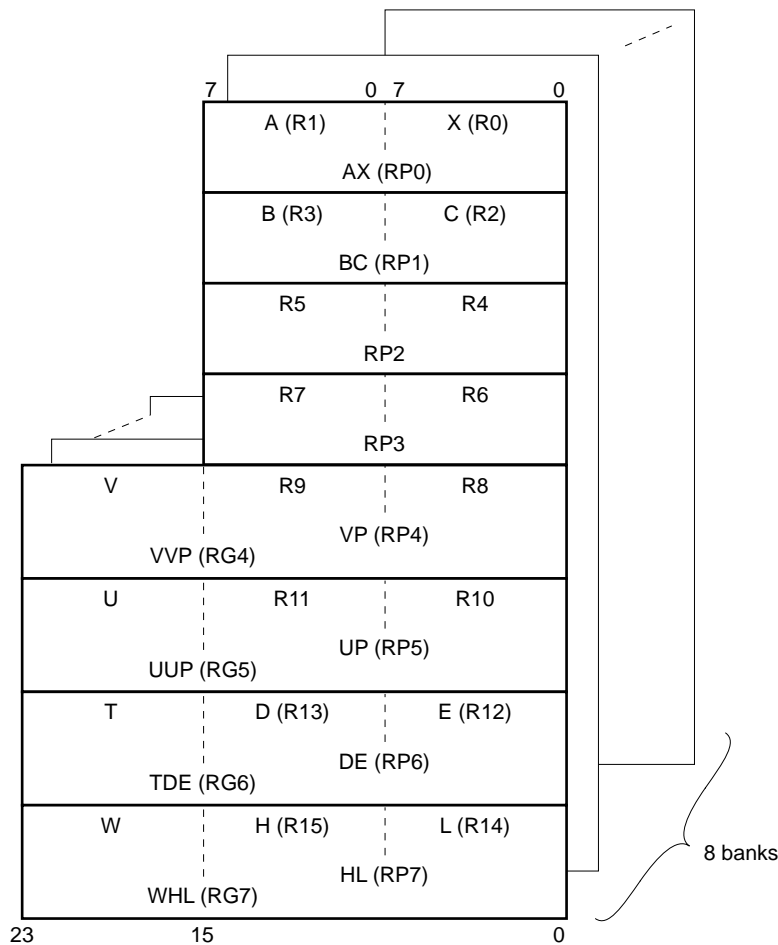 7 0 7 0
A (R1) X (R0)
AX (RP0)
B (R3) C (R2)
BC (RP1)
R5 R4
RP2
R7 R6
RP3
V R9 R8
VP (RP4)
VVP (RG4)
U R11 R10
UP (RP5)
UUP (RG5)
T D (R13) E (R12)
DE (RP6)
TDE (RG6)
W H (R15) L (R14)
HL (RP7)
WHL (RG7)
8 banks
23 15 0